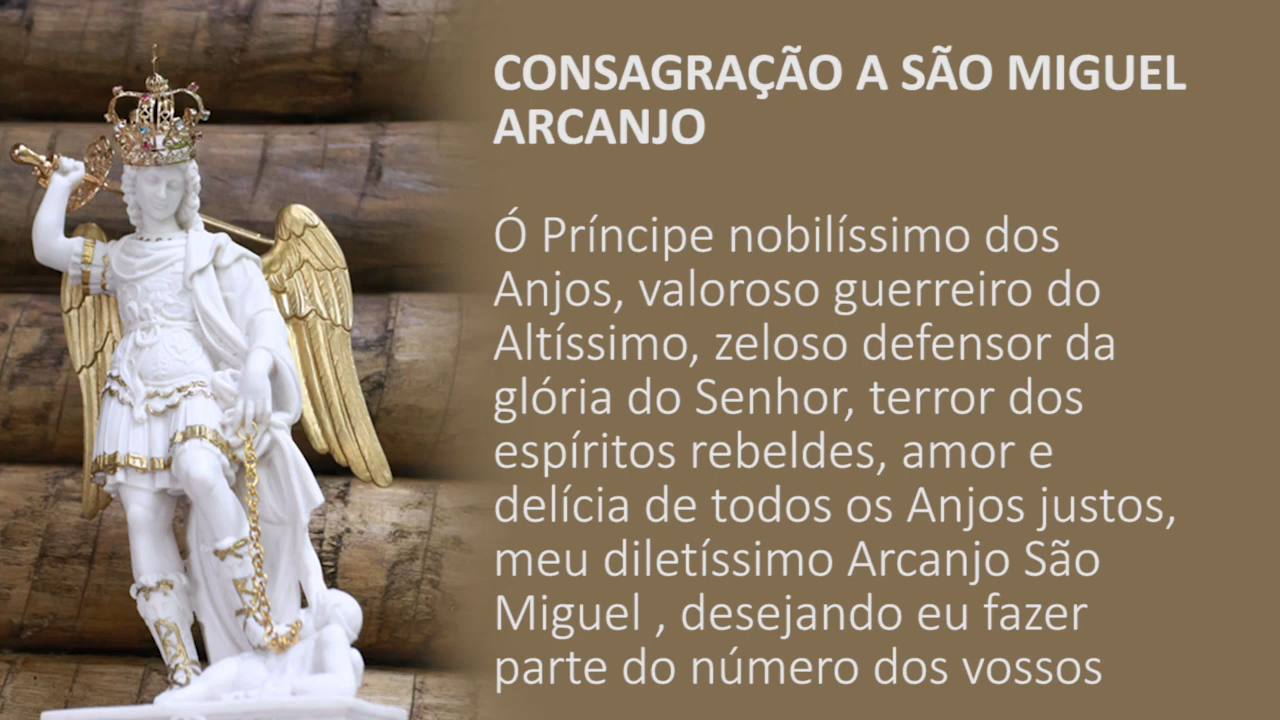 CONSAGRAÇÃO A SÃO MIGUEL
ARCANJO
Ó Príncipe nobilíssimo dos
Anjos, valoroso guerreiro do
Altíssimo, zeloso defensor da
glória do Senhor, terror dos
espíritos rebeldes, amor e
delícia de todos os Anjos justos,
meu diletíssimo Arcanjo São
Miguel , desejando eu fazer
parte do número dos vossos